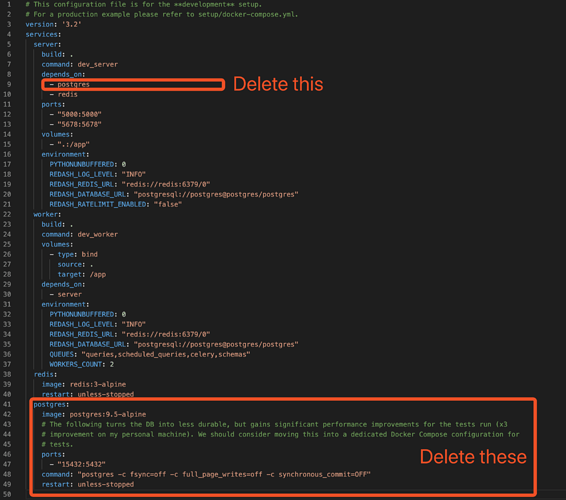 1 # This configuration file is for the **development** setup.
2 # For a production example please refer to setup/docker-compose.yml.
3 version: '3.2'
4 services:
5 server:
6 build: .
7 command: dev_server
8 depends_on:
9 - postgres
Delete this
10 - redis
11 ports:
12 - "5000:5000"
13 - "5678:5678"
14 volumes:
15 - ".:/app"
16 environment:
17 PYTHONUNBUFFERED: 0
18 REDASH_LOG_LEVEL: "INFO"
19 REDASH_REDIS_URL: "redis://redis:6379/0"
20 REDASH_DATABASE_URL: "postgresql://postgres@postgres/postgres"
21 REDASH_RATELIMIT_ENABLED: "false"
22 worker:
23 build: .
24 command: dev_worker
25 volumes:
26 - type: bind
27 source: .
28 target: /app
29 depends_on:
30 - server
31 environment:
32 PYTHONUNBUFFERED: 0
33 REDASH_LOG_LEVEL: "INFO"
34 REDASH_REDIS_URL: "redis://redis:6379/0"
35 REDASH_DATABASE_URL: "postgresql://postgres@postgres/postgres"
36 QUEUES: "queries,scheduled_queries,celery,schemas"
37 WORKERS_COUNT: 2
38 redis:
39 image: redis:3-alpine
40 restart: unless-stopped
41 postgres:
42 image: postgres:9.5-alpine
43 # The following turns the DB into less durable, but gains significant performance improvements for the tests run (x3
44 # improvement on my personal machine). We should consider moving this into a dedicated Docker Compose configuration for
45 # tests.
46 ports:
47 - "15432:5432"
Delete these
48 command: "postgres -c fsync=off -c full_page_writes=off -c synchronous_commit=OFF"
49 restart: unless-stopped
50